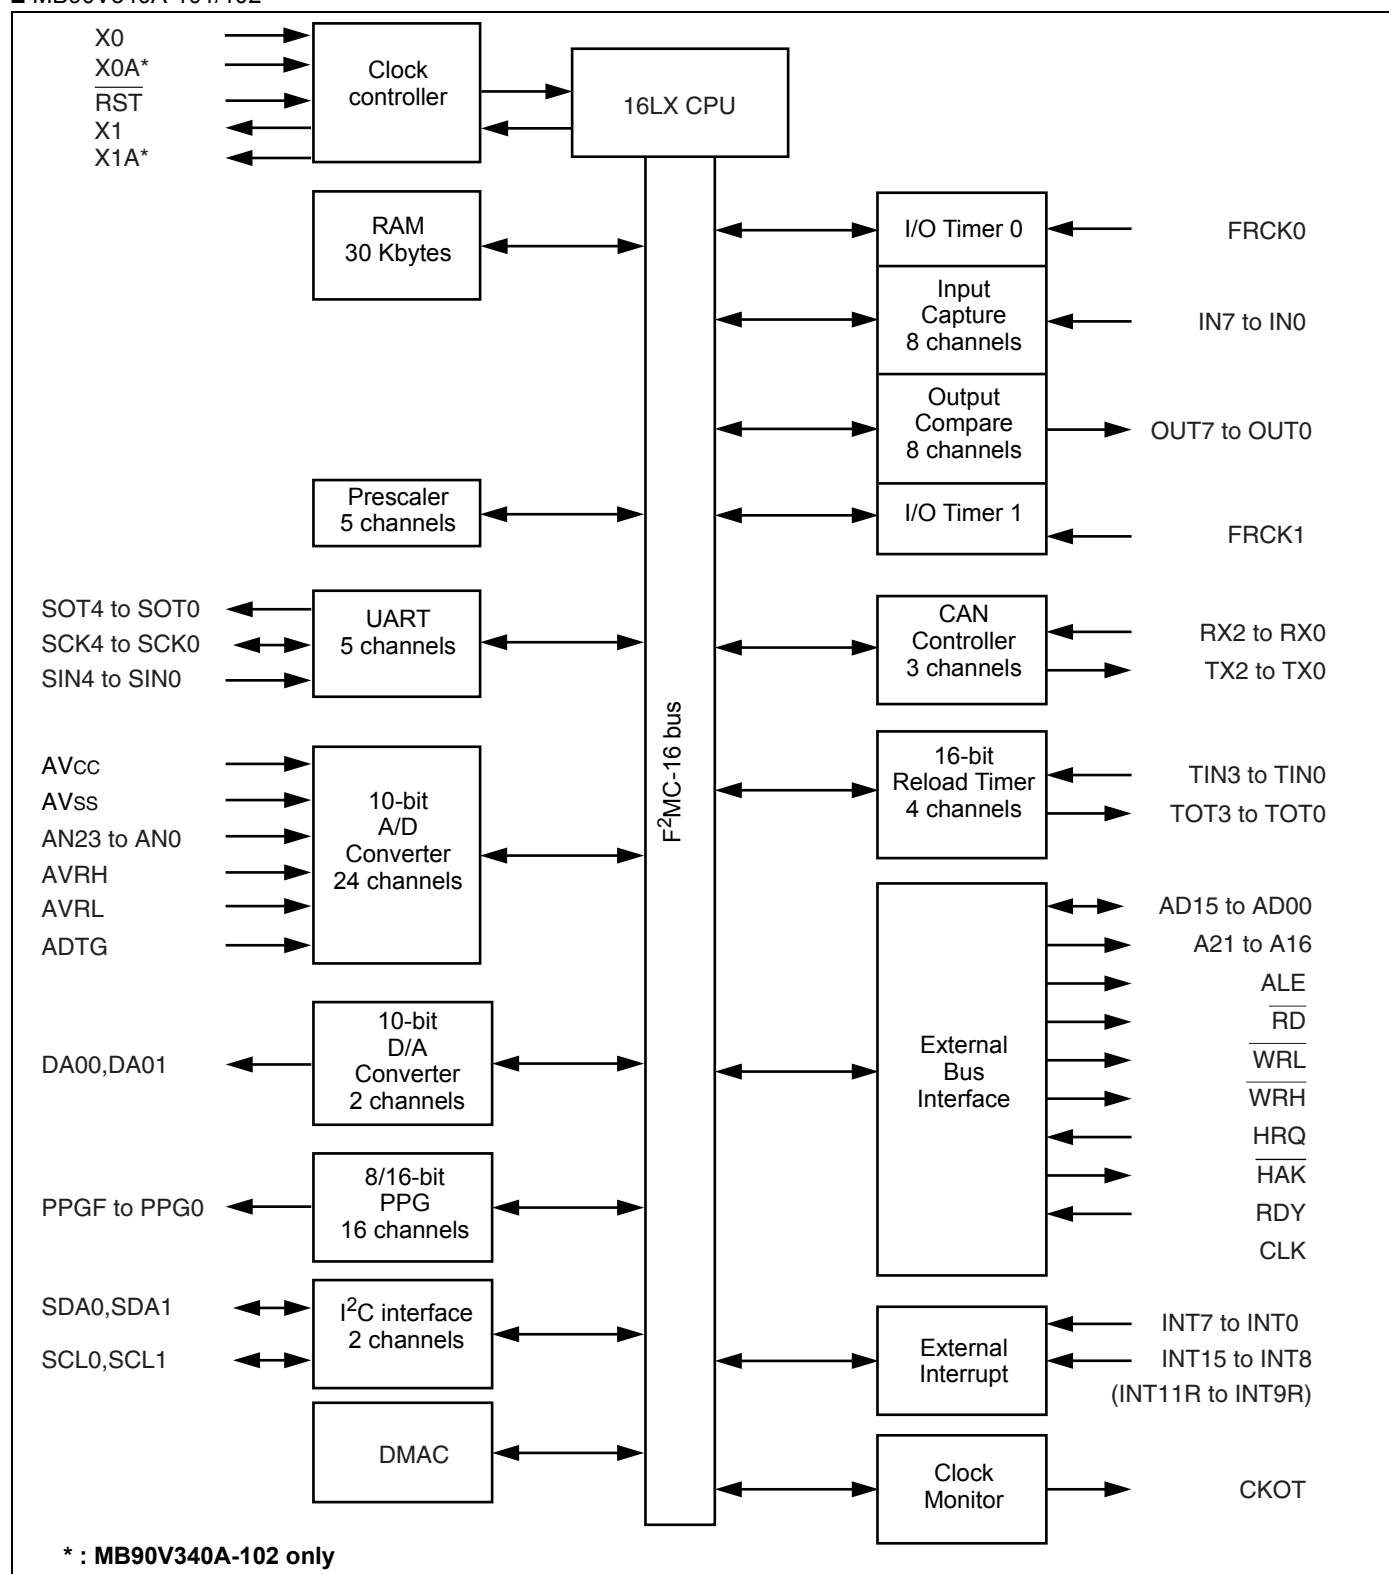 X0
X0A*
RST
X1
X1A*
Clock
controller
16LX CPU
RAM
30 Kbytes
Prescaler
5 channels
SOT4 to SOT0
SCK4 to SCK0
SIN4 to SIN0
UART
5 channels
AVCC
AVSS
AN23 to AN0
AVRH
AVRL
ADTG
10-bit
A/D
Converter
24 channels
DA00,DA01
10-bit
D/A
Converter
2 channels
PPGF to PPG0
8/16-bit
PPG
16 channels
SDA0,SDA1
SCL0,SCL1
I2C interface
2 channels
DMAC
F2MC-16 bus
I/O Timer 0
FRCK0
Input
Capture
8 channels
IN7 to IN0
Output
Compare
8 channels
OUT7 to OUT0
I/O Timer 1
FRCK1
CAN
Controller
3 channels
RX2 to RX0
TX2 to TX0
16-bit
Reload Timer
4 channels
TIN3 to TIN0
TOT3 to TOT0
External
Bus
Interface
AD15 to AD00
A21 to A16
ALE
RD
WRL
WRH
HRQ
HAK
RDY
CLK
External
Interrupt
INT7 to INT0
INT15 to INT8
(INT11R to INT9R)
Clock
Monitor
CKOT
* : MB90V340A-102 only